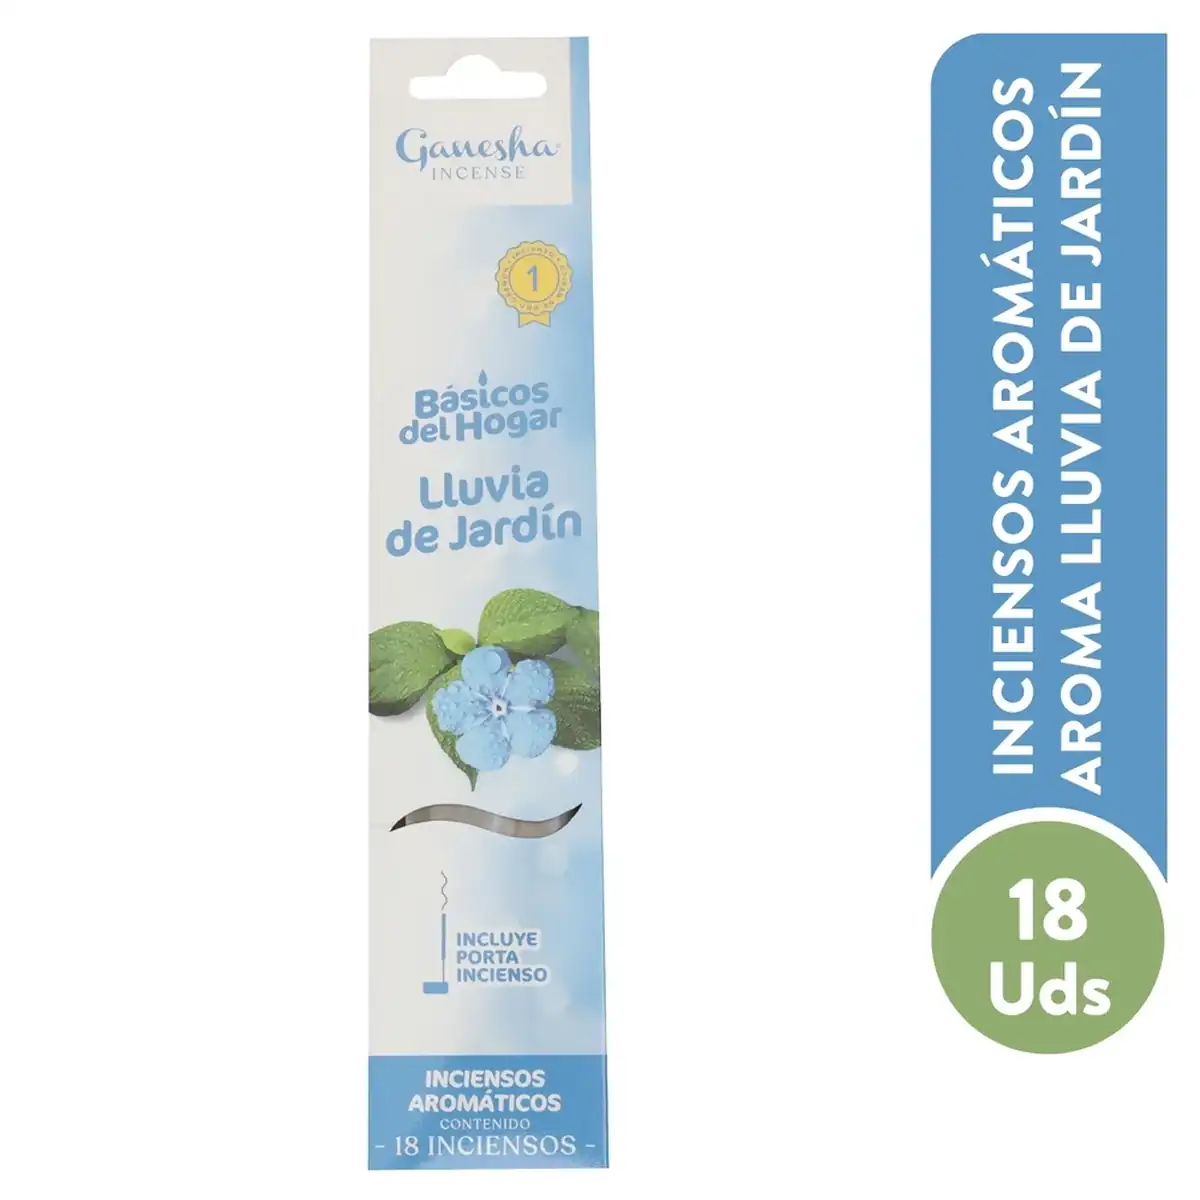 Ganesha
INCENSE
1
Básicos
del Hogar
Lluvia
de Jardín
INCLUYE
PORTA
INCIENSO
INCIENSOS
AROMÁTICOS
CONTENIDO
- 18 INCIENSOS -
INCIENSOS AROMÁTICOS
AROMA LLUVIA DE JARDÍN
18
Uds